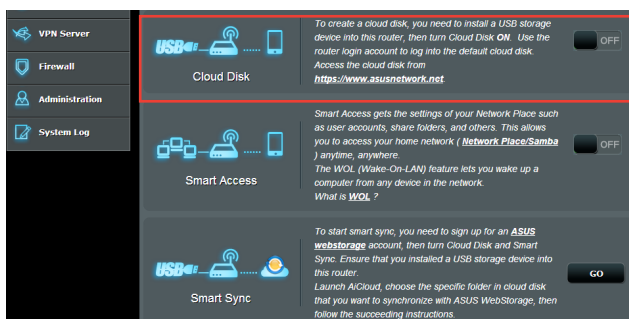 VPN Server
Firewall
Administration
System Log
USB
Cloud Disk
To create a cloud disk, you need to install a USB storage
device into this router, then turn Cloud Disk ON. Use the
router login account to log into the default cloud disk.
Access the cloud disk from
https://www.asusnetwork.net.
OFF
Smart Access
Smart Access gets the settings of your Network Place such
as user accounts, share folders, and others. This allows
you to access your home network ( Network Place/Samba
) anytime, anywhere.
The WOL (Wake-On-LAN) feature lets you wake up a
computer from any device in the network.
What is WOL ?
OFF
USB
Smart Sync
To start smart sync, you need to sign up for an ASUS
webstorage account, then turn Cloud Disk and Smart
Sync. Ensure that you installed a USB storage device into
this router.
Launch AiCloud, choose the specific folder in cloud disk
that you want to synchronize with ASUS WebStorage, then
follow the succeeding instructions.
GO